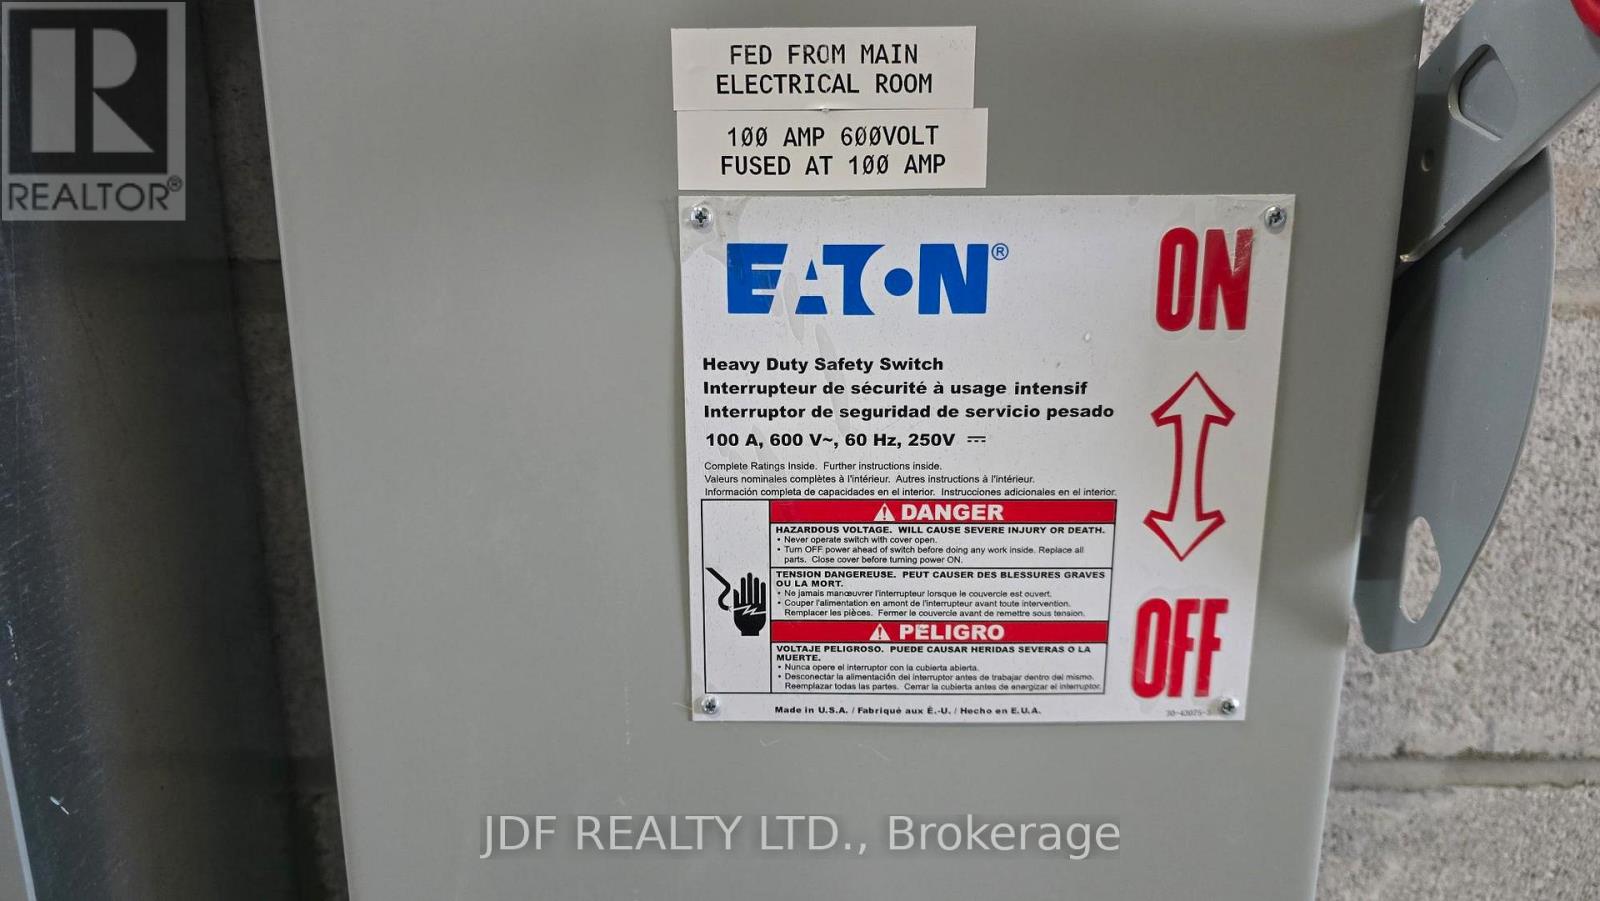 REALTOR®
FED FROM MAIN
ELECTRICAL ROOM
100 AMP 600VOLT
FUSED AT 100 AMP
EATON®
ON
Heavy Duty Safety Switch
Interrupteur de sécurité à usage intensif
Interruptor de seguridad de servicio pesado
100 A, 600 V~, 60 Hz, 250V ⎓
Complete Ratings Inside. Further instructions inside.
Valeurs nominales complètes à l'intérieur. Autres instructions à l'intérieur.
Información completa de capacidades en el interior. Instrucciones adicionales en el interior.
⚠ DANGER
HAZARDOUS VOLTAGE. WILL CAUSE SEVERE INJURY OR DEATH.
• Never operate switch with cover open.
• Turn OFF power ahead of switch before doing any work inside. Replace all
parts. Close cover before turning power ON.
TENSION DANGEREUSE. PEUT CAUSER DES BLESSURES GRAVES
OU LA MORT.
• Ne jamais manœuvrer l'interrupteur lorsque le couvercle est ouvert.
• Couper l'alimentation en amont de l'interrupteur avant toute intervention.
Remplacer les pièces. Fermer le couvercle avant de remettre sous tension.
⚠ PELIGRO
VOLTAJE PELIGROSO. PUEDE CAUSAR HERIDAS SEVERAS O LA
MUERTE.
• Nunca opere el interruptor con la cubierta abierta.
• Desconectar la alimentación del interruptor antes de trabajar dentro del mismo.
Reemplazar todas las partes. Cerrar la cubierta antes de energizar el interruptor.
OFF
Made in U.S.A. / Fabriqué aux É.-U. / Hecho en E.U.A.
JDF REALTY LTD., Brokerage